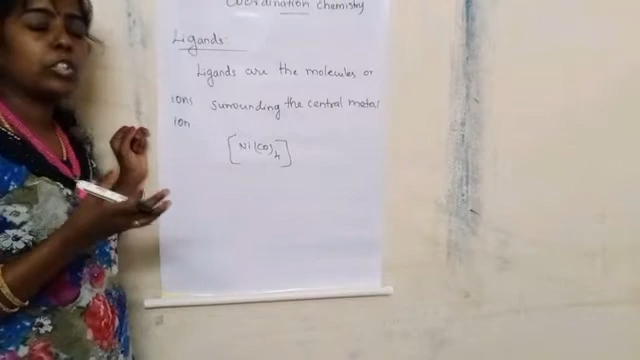 Coordination Chemistry
Ligands:
Ligands are the molecules or
ions surrounding the central metal
ion
[Ni(CO)4]